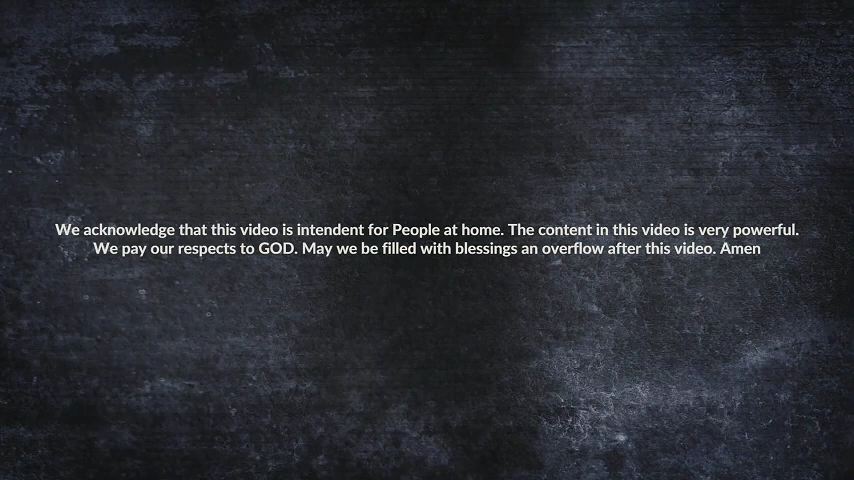 We acknowledge that this video is intendent for People at home. The content in this video is very powerful.
We pay our respects to GOD. May we be filled with blessings an overflow after this video. Amen